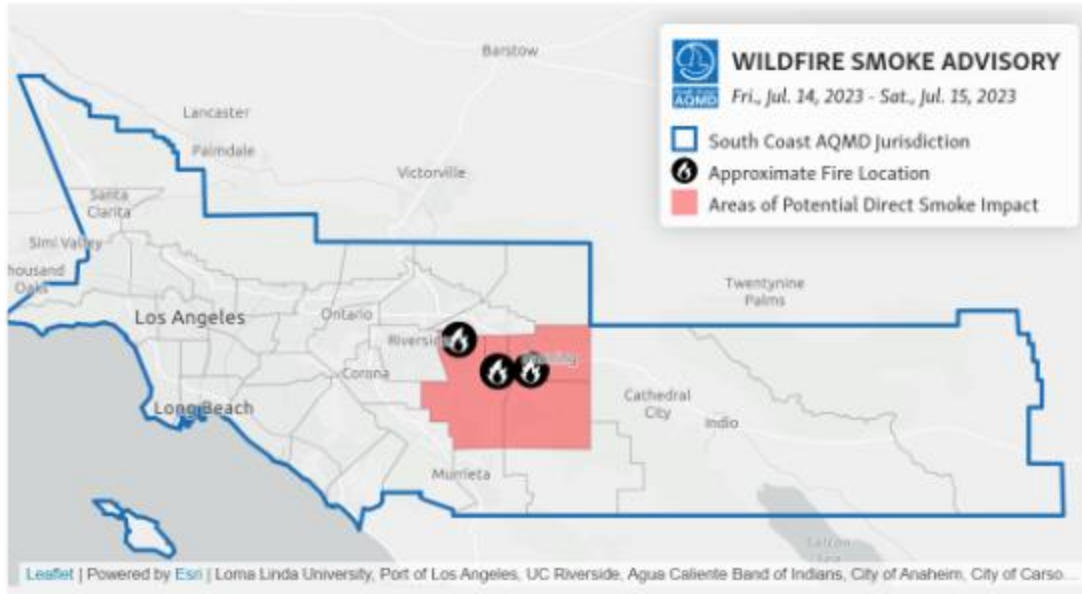 Barstow
WILDFIRE SMOKE ADVISORY
AQMD
Fri., Jul. 14, 2023 - Sat., Jul. 15, 2023
South Coast AQMD Jurisdiction
Approximate Fire Location
Areas of Potential Direct Smoke Impact
Lancaster
Palmdale
Victorville
Santa
Clarita
Simi Valley
housand
Oaks
Twentynine
Palms
Los Angeles
Ontario
Riversid
Corona
Cathedral
City
Long Beach
Indio
Murrieta
Leaflet | Powered by Esri | Loma Linda University, Port of Los Angeles, UC Riverside, Agua Caliente Band of Indians, City of Anaheim, City of Carso...